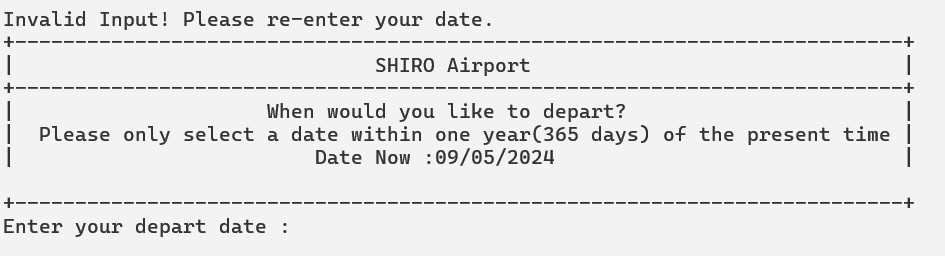 Invalid Input! Please re-enter your date.
+--------------------------------------------------------------------------+
|                              SHIRO Airport                               |
+--------------------------------------------------------------------------+
|                     When would you like to depart?                       |
|  Please only select a date within one year(365 days) of the present time |
|                         Date Now :09/05/2024                             |
+--------------------------------------------------------------------------+
Enter your depart date :